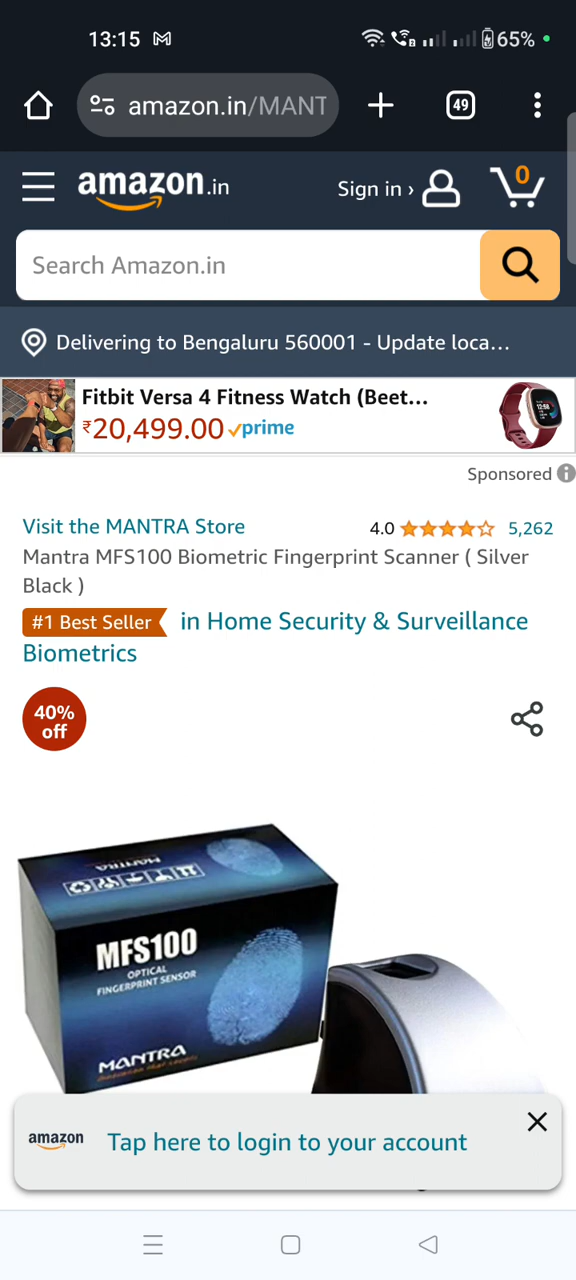 13:15
65%
amazon.in/MANT
49
amazon.in
Sign in ›
0
Search Amazon.in
Delivering to Bengaluru 560001 - Update loca...
Fitbit Versa 4 Fitness Watch (Beet...
₹20,499.00 prime
Sponsored
Visit the MANTRA Store
4.0 5,262
Mantra MFS100 Biometric Fingerprint Scanner ( Silver
Black )
#1 Best Seller in Home Security & Surveillance
Biometrics
40%
off
MANTRA
MFS100
OPTICAL
FINGERPRINT SENSOR
MANTRA
amazon
Tap here to login to your account